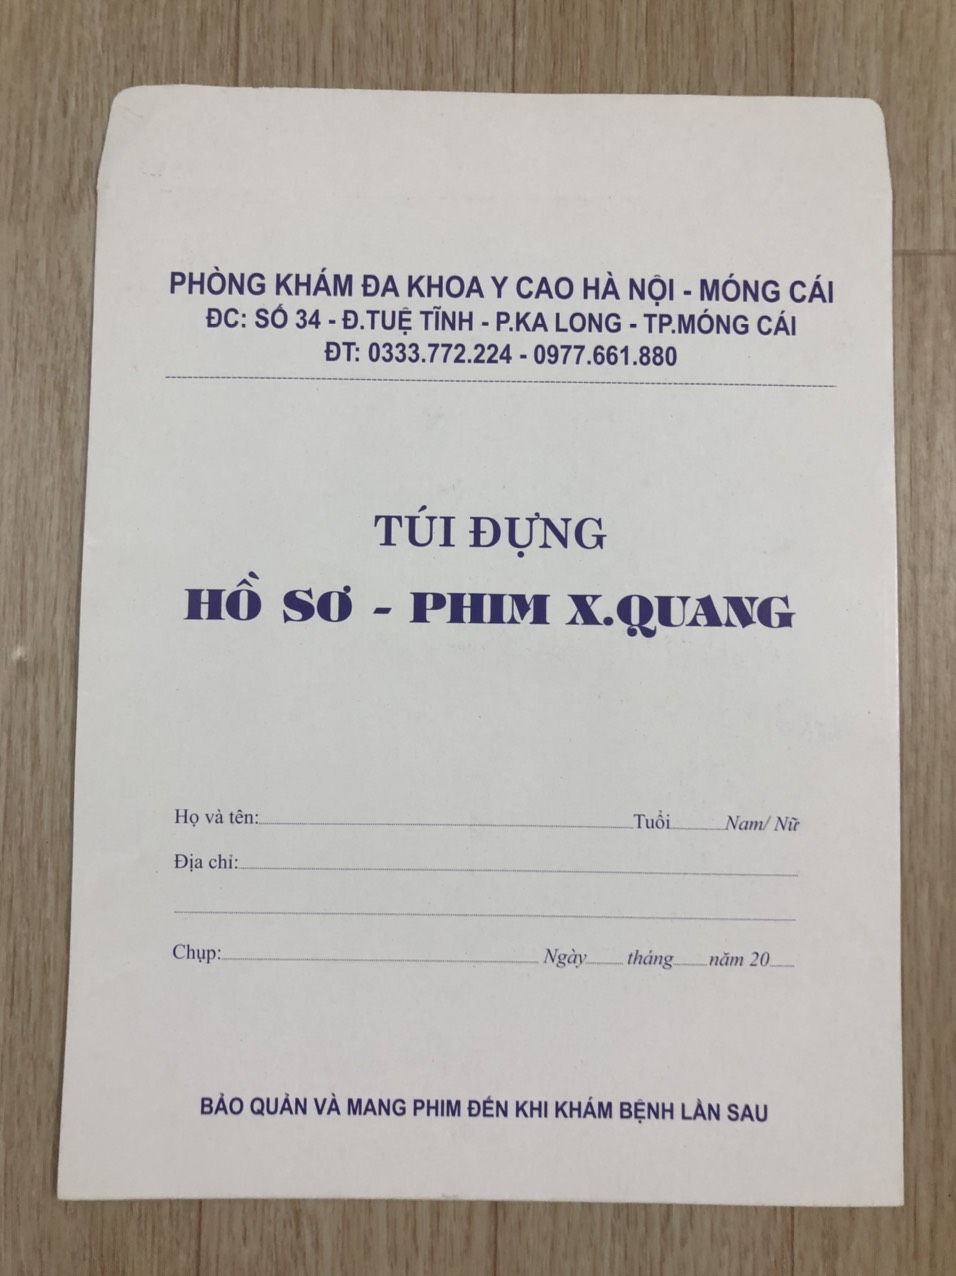 PHÒNG KHÁM ĐA KHOA Y CAO HÀ NỘI - MÓNG CÁI
ĐC: SỐ 34 - Đ.TUỆ TĨNH - P.KA LONG - TP.MÓNG CÁI
ĐT: 0333.772.224 - 0977.661.880
TÚI ĐỰNG
HỒ SƠ - PHIM X.QUANG
Họ và tên: Tuổi Nam/ Nữ
Địa chỉ:
Chụp: Ngày tháng năm 20
BẢO QUẢN VÀ MANG PHIM ĐẾN KHI KHÁM BỆNH LẦN SAU